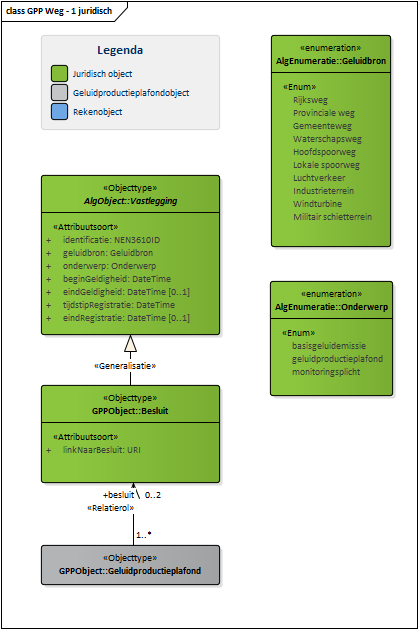 class GPP Weg - 1 juridisch
Legenda
Juridisch object
Geluidproductieplafondobject
Rekenobject
«enumeration»
AlgEnumeratie::Geluidbron
«Enum»
Rijksweg
Provinciale weg
Gemeenteweg
Waterschapsweg
Hoofdspoorweg
Lokale spoorweg
Luchtverkeer
Industrieterrein
Windturbine
Militair schietterrein
«Objecttype»
AlgObject::Vastlegging
«Attribuutsoort»
+ identificatie: NEN3610ID
+ geluidbron: Geluidbron
+ onderwerp: Onderwerp
+ beginGeldigheid: DateTime
+ eindGeldigheid: DateTime [0..1]
+ tijdstipRegistratie: DateTime
+ eindRegistratie: DateTime [0..1]
«enumeration»
AlgEnumeratie::Onderwerp
«Enum»
basisgeluidemissie
geluidproductieplafond
monitoringsplicht
«Generalisatie»
«Objecttype»
GPPObject::Besluit
«Attribuutsoort»
+ linkNaarBesluit: URI
+besluit\ 0..2
«Relatierol»
1..*
«Objecttype»
GPPObject::Geluidproductieplafond